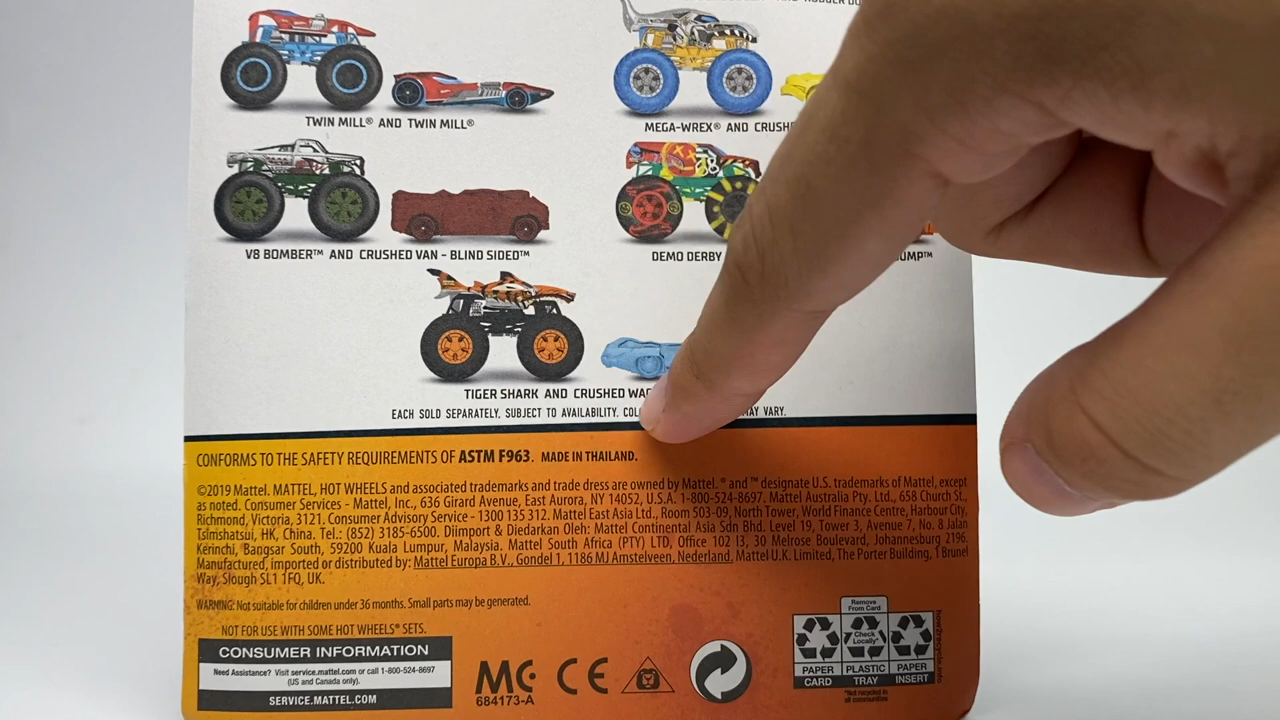 TWIN MILL® AND TWIN MILL®
MEGA-WREX® AND CRUSHE
V8 BOMBER™ AND CRUSHED VAN - BLIND SIDED™
DEMO DERBY
TIGER SHARK AND CRUSHED
EACH SOLD SEPARATELY, SUBJECT TO AVAILABILITY. MAY VARY.
CONFORMS TO THE SAFETY REQUIREMENTS OF ASTM F963. MADE IN THAILAND.
©2019 Mattel. MATTEL, HOT WHEELS and associated trademarks and trade dress are owned by Mattel. ® and ™ designate U.S. trademarks of Mattel, except
as noted. Consumer Services - Mattel, Inc., 636 Girard Avenue, East Aurora, NY 14052, U.S.A. 1-800-524-8697. Mattel Australia Pty. Ltd., 658 Church St.,
Richmond, Victoria, 3121. Consumer Advisory Service - 1300 135 312. Mattel East Asia Ltd., Room 503-09, North Tower, World Finance Centre, Harbour City,
Tsimshatsui, HK, China. Tel.: (852) 3185-6500. Diimport & Diedarkan Oleh: Mattel Continental Asia Sdn Bhd. Level 19, Tower 3, Avenue 7, No. 8 Jalan
Kerinchi, Bangsar South, 59200 Kuala Lumpur, Malaysia. Mattel South Africa (PTY) LTD, Office 102 I3, 30 Melrose Boulevard, Johannesburg 2196.
Manufactured, imported or distributed by: Mattel Europa B.V., Gondel 1, 1186 MJ Amstelveen, Nederland. Mattel U.K. Limited, The Porter Building, 1 Brunel
Way, Slough SL1 1FQ, UK.
WARNING: Not suitable for children under 36 months. Small parts may be generated.
NOT FOR USE WITH SOME HOT WHEELS® SETS.
CONSUMER INFORMATION
Need Assistance? Visit service.mattel.com or call 1-800-524-8697
(US and Canada only).
SERVICE.MATTEL.COM
MC
684173-A
CE
Remove
From Card
Check
Locally*
PAPER PLASTIC PAPER
CARD TRAY INSERT
*Not recycled in
all communities
how2recycle.info